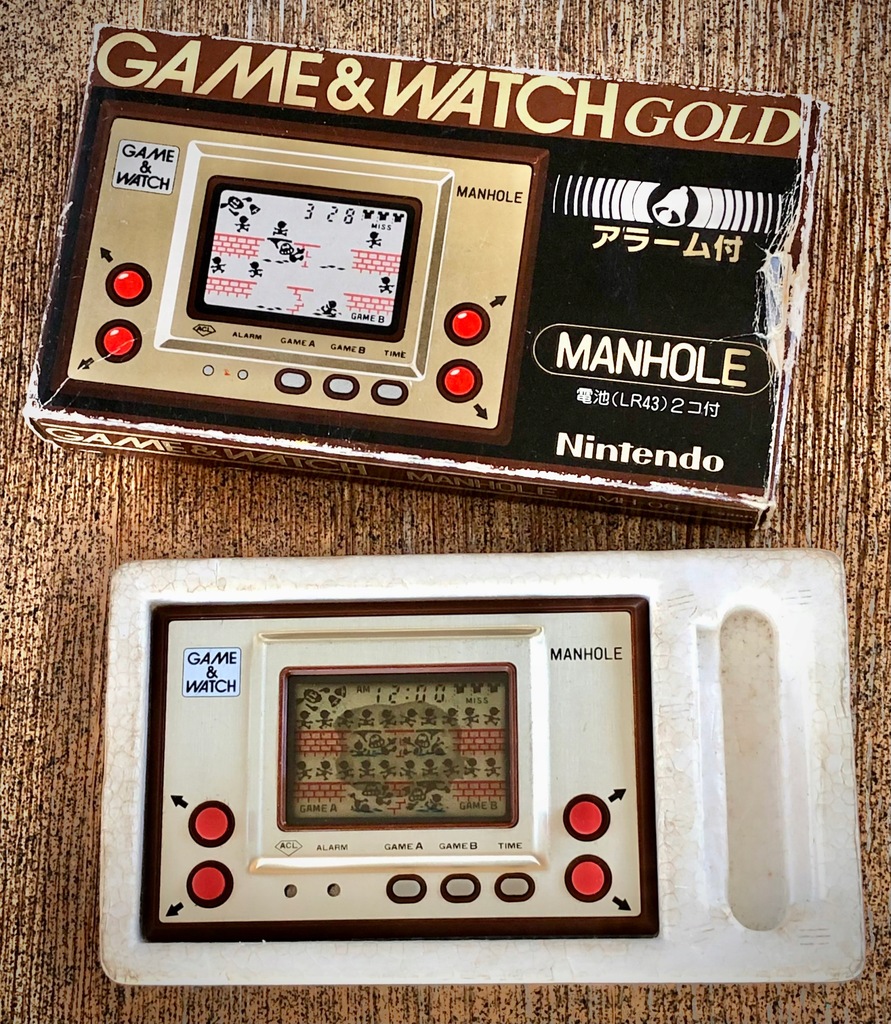 GAME&WATCH GOLD
GAME
&
WATCH
MANHOLE
3 28
MISS
GAME B
ACL
ALARM
GAME A
GAME B
TIME
アラーム付
MANHOLE
電池(LR43)2コ付
Nintendo
GAME & WATCH
MANHOLE
GAME
&
WATCH
MANHOLE
AM 12:00
MISS
GAME A
GAME B
ACL
ALARM
GAME A
GAME B
TIME